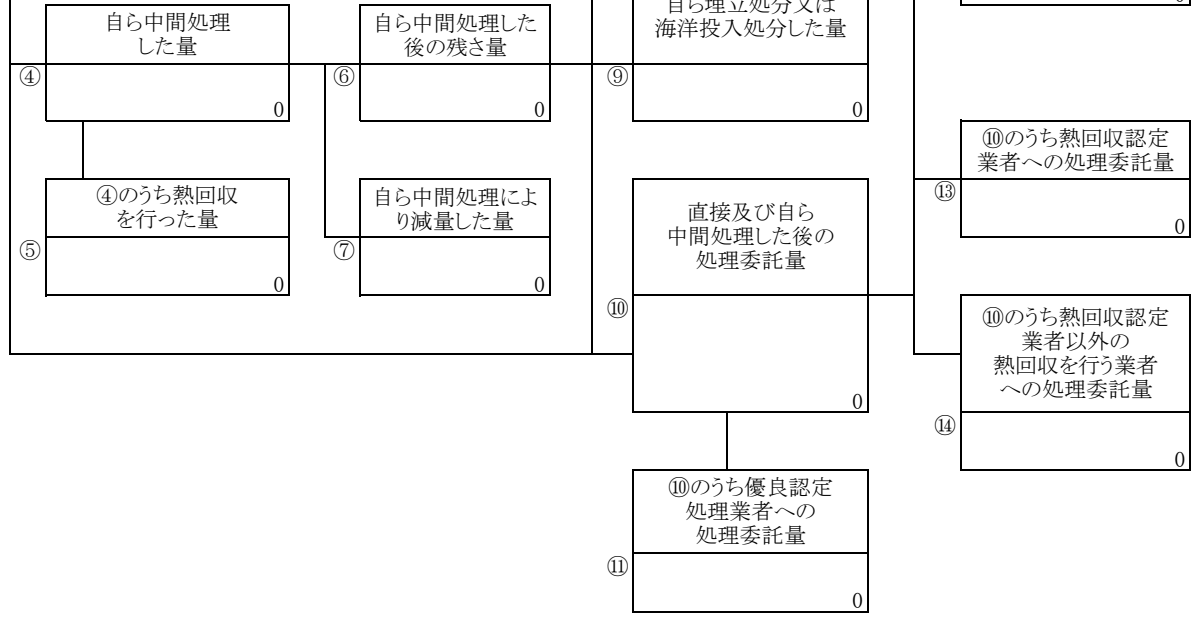 自ら中間処理
した量
④
0
自ら中間処理した
後の残さ量
⑥
0
自ら埋立処分又は
海洋投入処分した量
⑨
0
④のうち熱回収
を行った量
⑤
0
自ら中間処理によ
り減量した量
⑦
0
直接及び自ら
中間処理した後の
処理委託量
⑩
0
⑩のうち熱回収認定
業者への処理委託量
⑬
0
⑩のうち熱回収認定
業者以外の
熱回収を行う業者
への処理委託量
⑭
0
⑩のうち優良認定
処理業者への
処理委託量
⑪
0